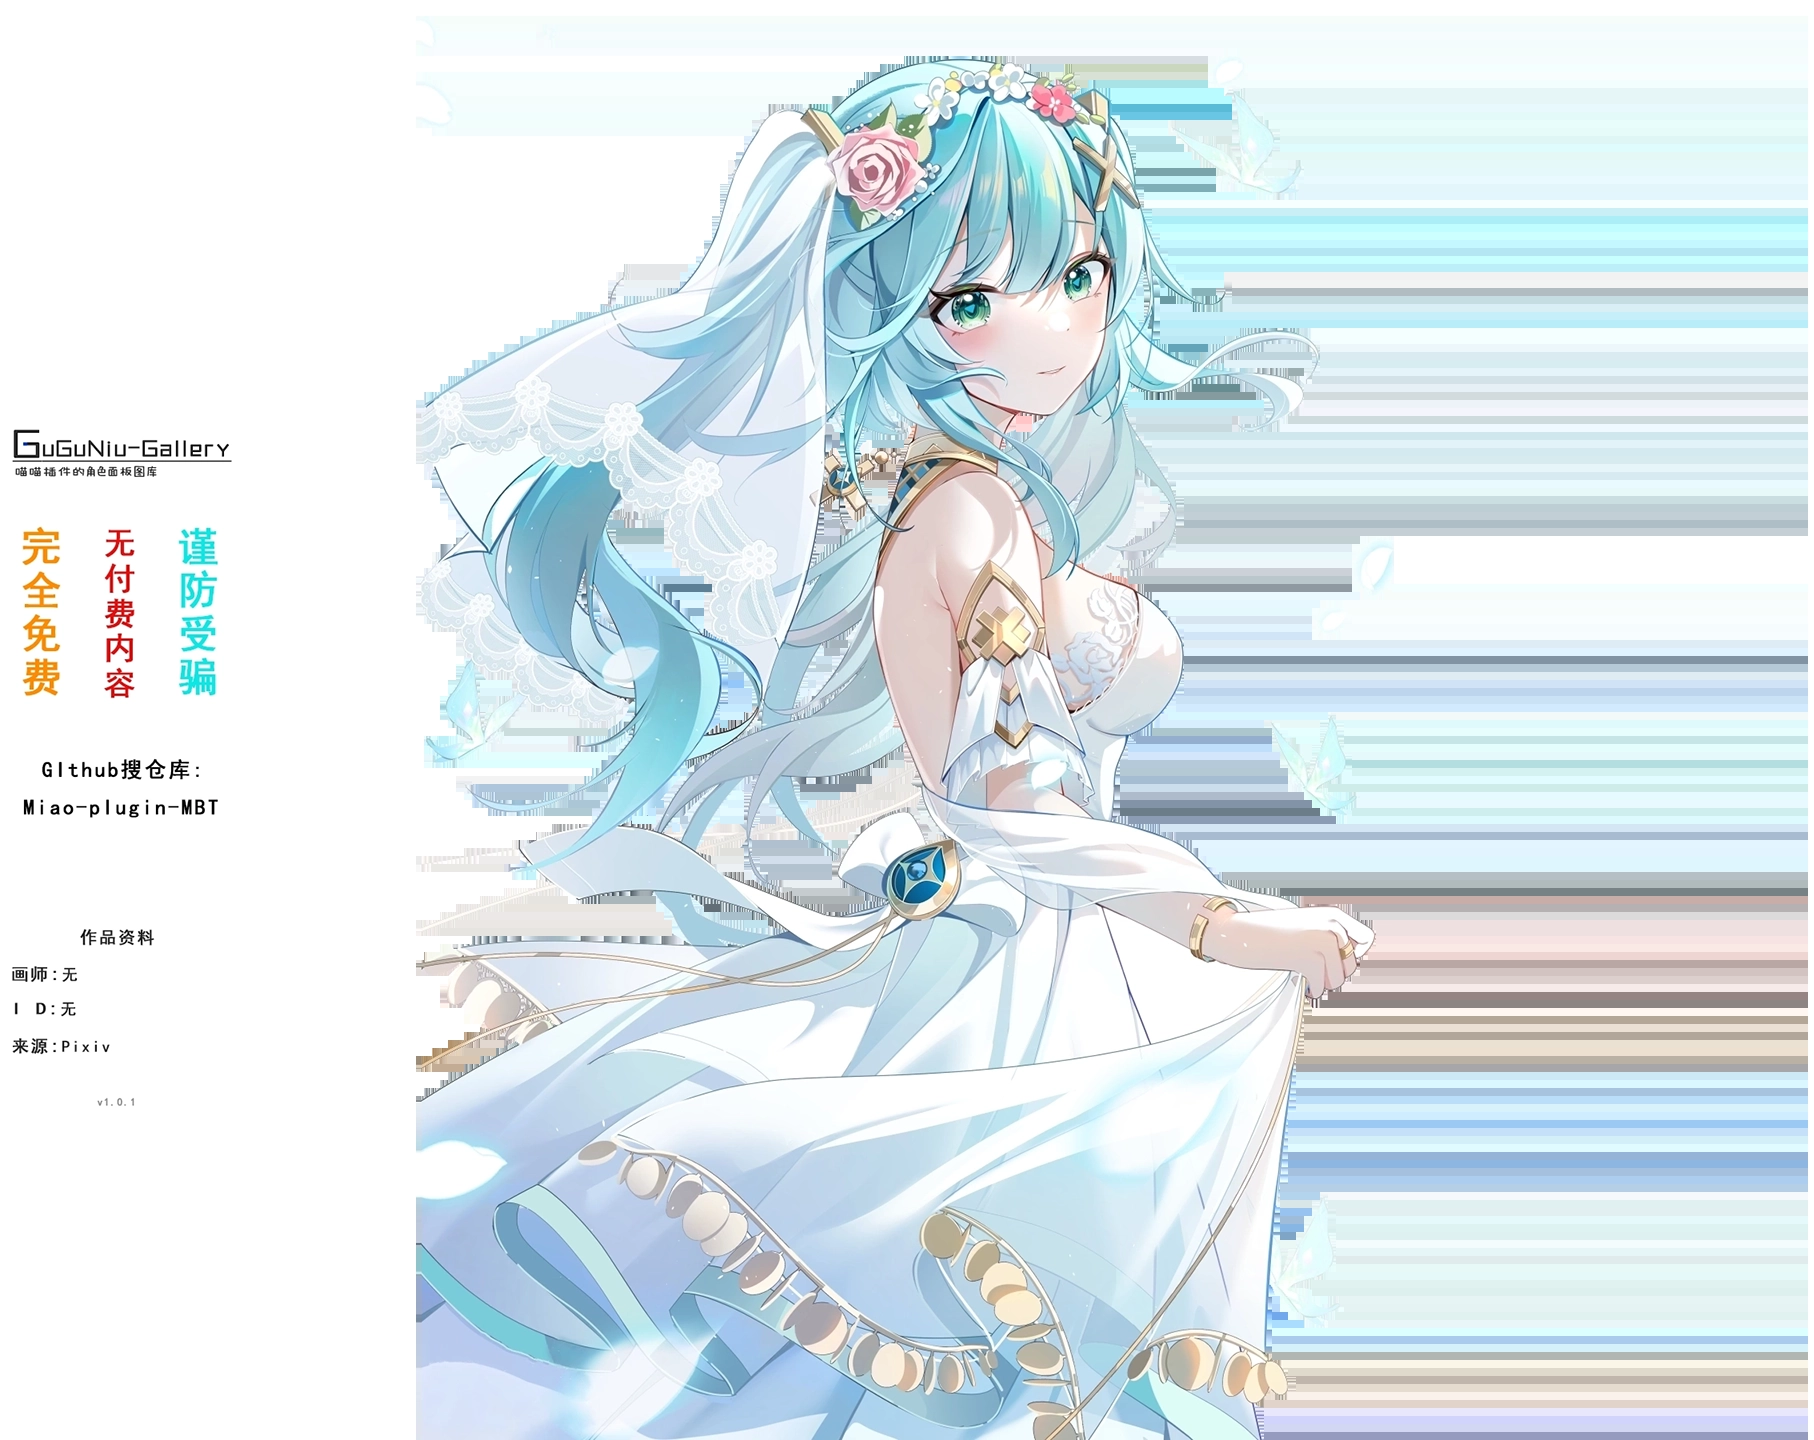 GuGuNiu-Gallery
喵喵插件的角色面板图库
完全免费
无付费内容
谨防受骗
GIthub搜仓库:
Miao-plugin-MBT
作品资料
画师:无
I D:无
来源:Pixiv
v1.0.1